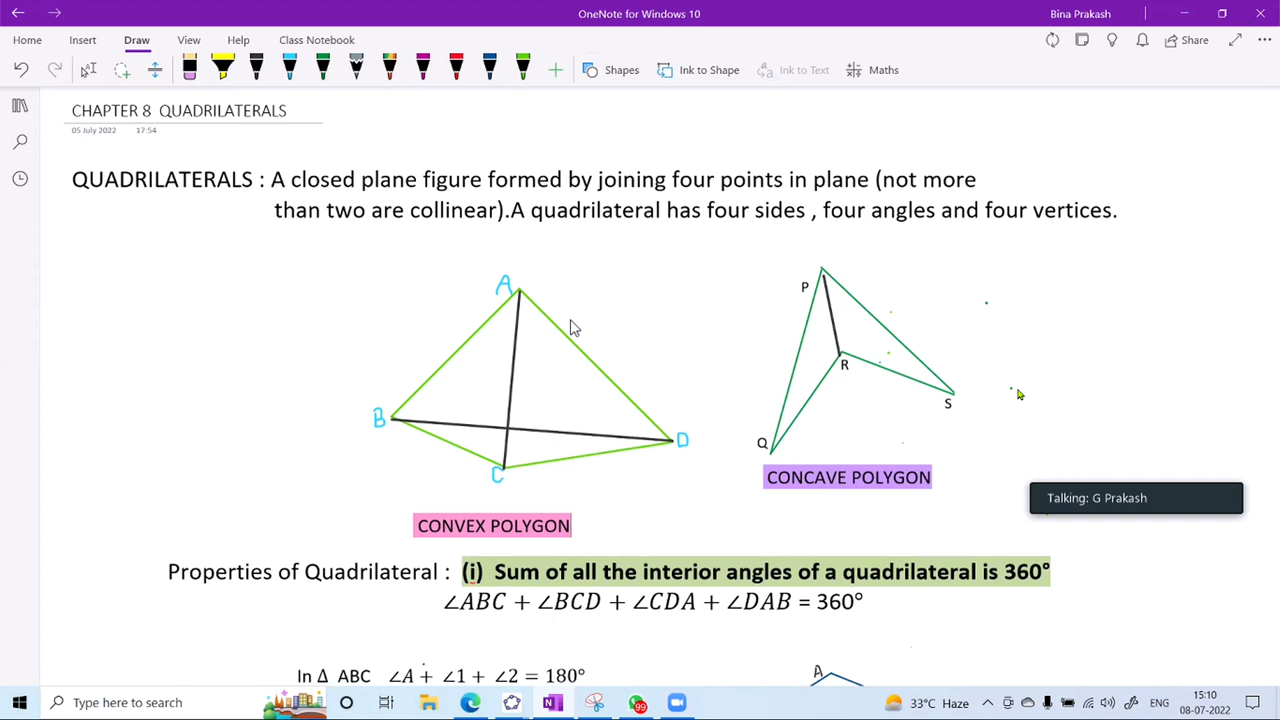 OneNote for Windows 10
Bina Prakash
Home Insert Draw View Help Class Notebook
Share
Shapes Ink to Shape Ink to Text Maths
CHAPTER 8 QUADRILATERALS
05 July 2022 17:54
QUADRILATERALS : A closed plane figure formed by joining four points in plane (not more
than two are collinear).A quadrilateral has four sides , four angles and four vertices.
A
P
R
S
B
D
Q
C
CONCAVE POLYGON
Talking: G Prakash
CONVEX POLYGON
Properties of Quadrilateral : (i) Sum of all the interior angles of a quadrilateral is 360°
∠ABC + ∠BCD + ∠CDA + ∠DAB = 360°
In Δ ABC ∠A + ∠1 + ∠2 = 180°
A
Type here to search
99
33°C Haze
ENG
15:10
08-07-2022